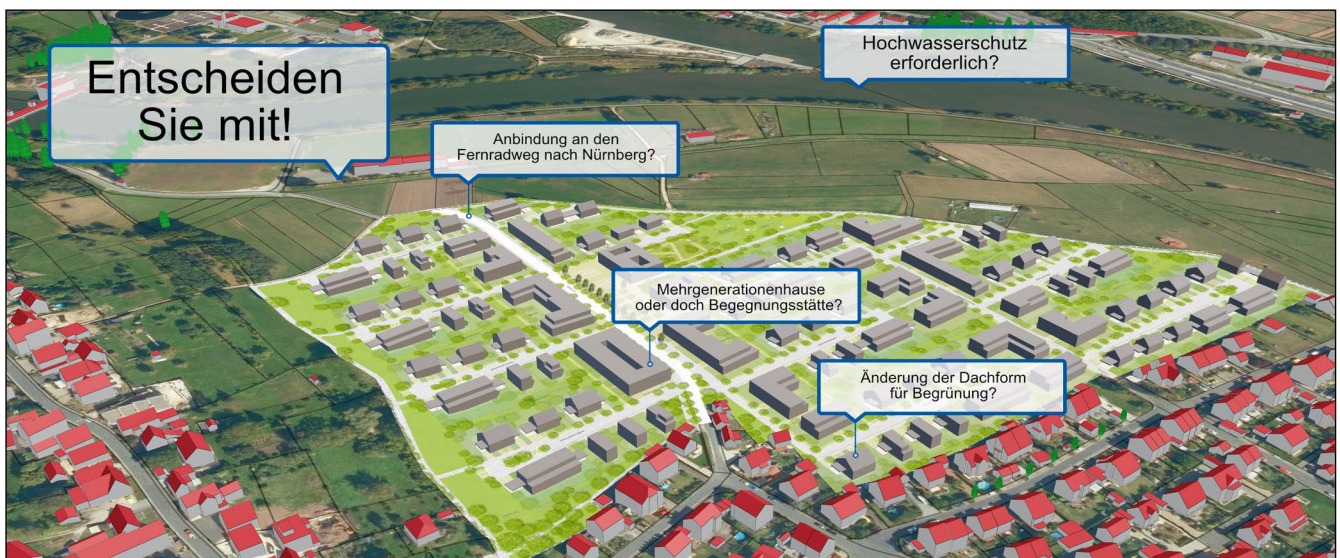 Entscheiden
Sie mit!
Hochwasserschutz
erforderlich?
Anbindung an den
Fernradweg nach Nürnberg?
Mehrgenerationenhause
oder doch Begegnungsstätte?
Änderung der Dachform
für Begrünung?